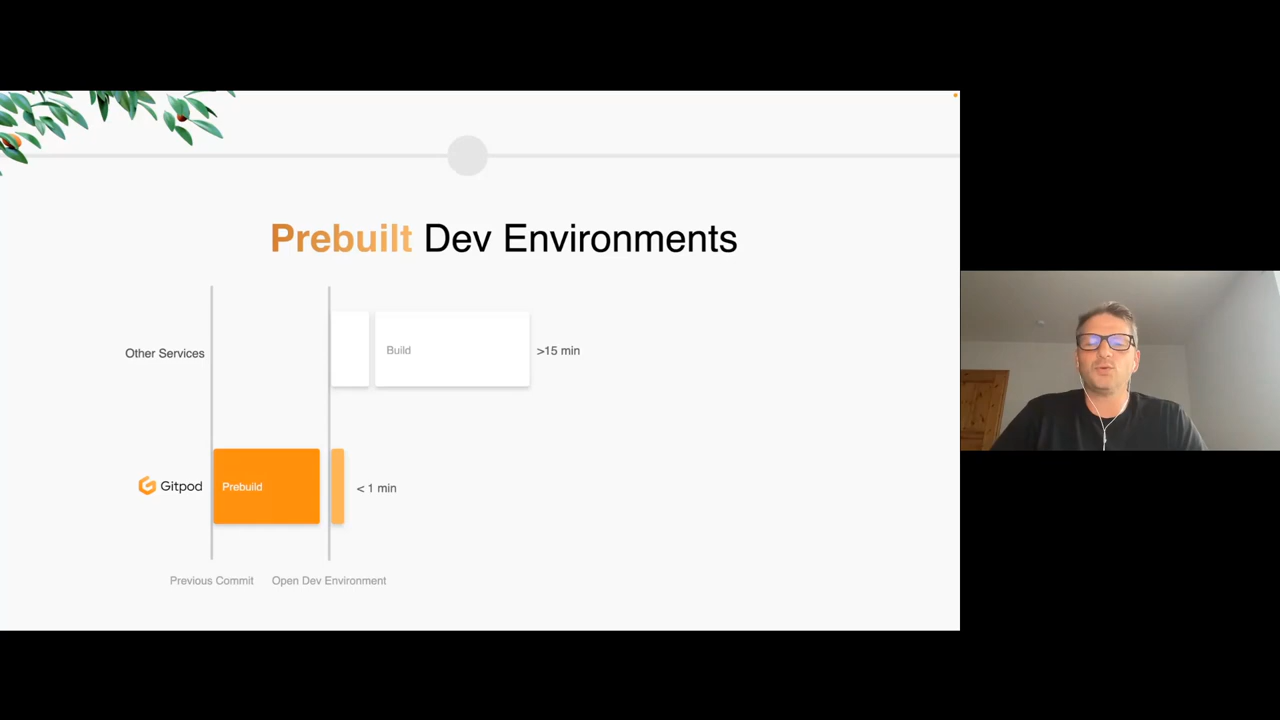 Prebuilt Dev Environments
Other Services
Build
>15 min
Gitpod
Prebuild
< 1 min
Previous Commit
Open Dev Environment